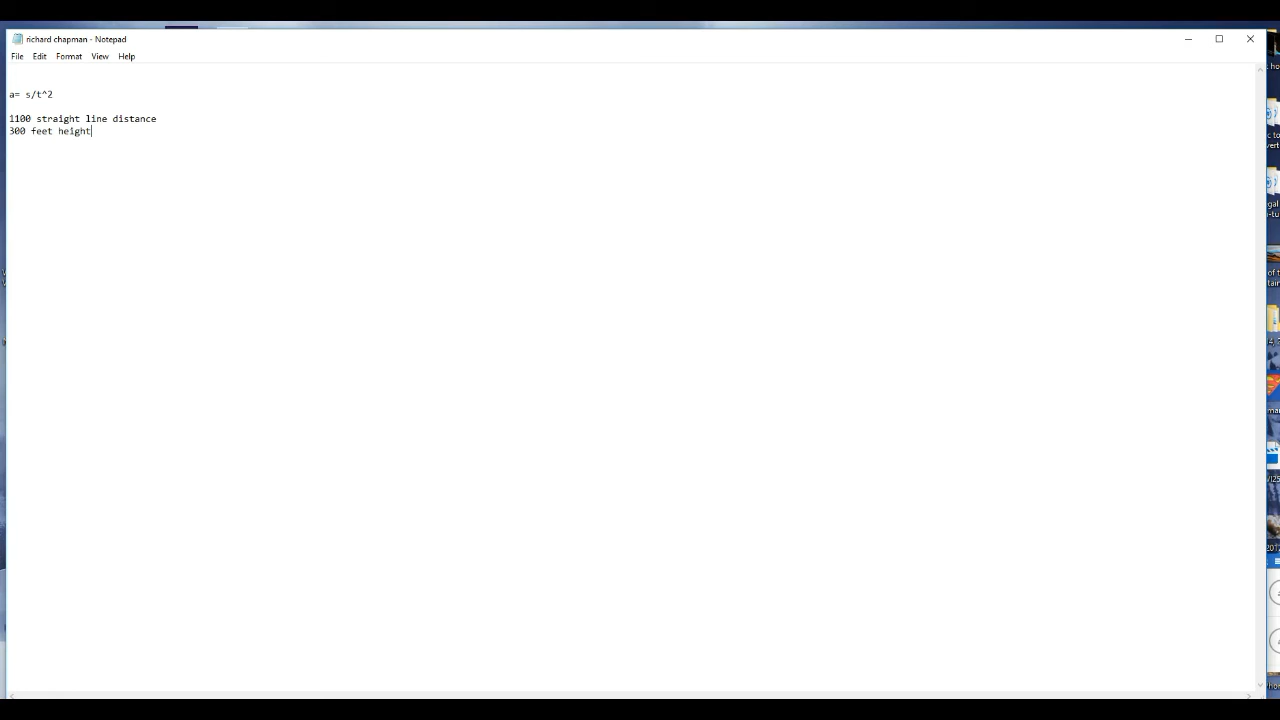 richard chapman - Notepad
File Edit Format View Help
a= s/t^2
1100 straight line distance
300 feet height